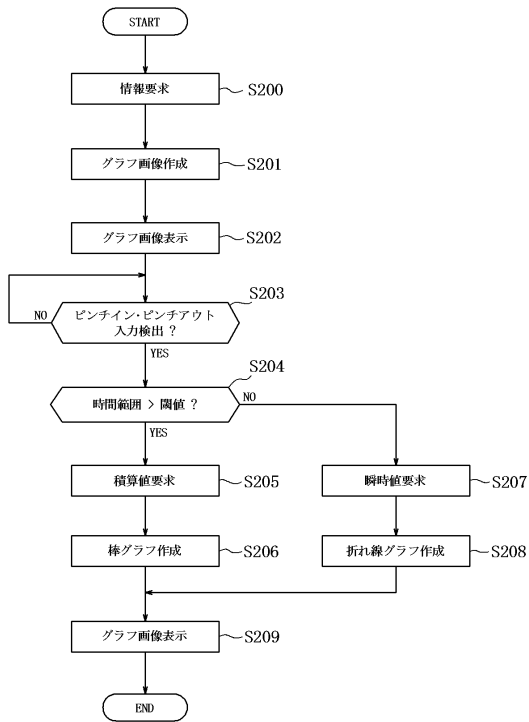 START
情報要求
S200
グラフ画像作成
S201
グラフ画像表示
S202
S203
ピンチイン・ピンチアウト
入力検出 ?
NO
YES
S204
時間範囲 > 閾値 ?
NO
YES
積算値要求
S205
瞬時値要求
S207
棒グラフ作成
S206
折れ線グラフ作成
S208
グラフ画像表示
S209
END